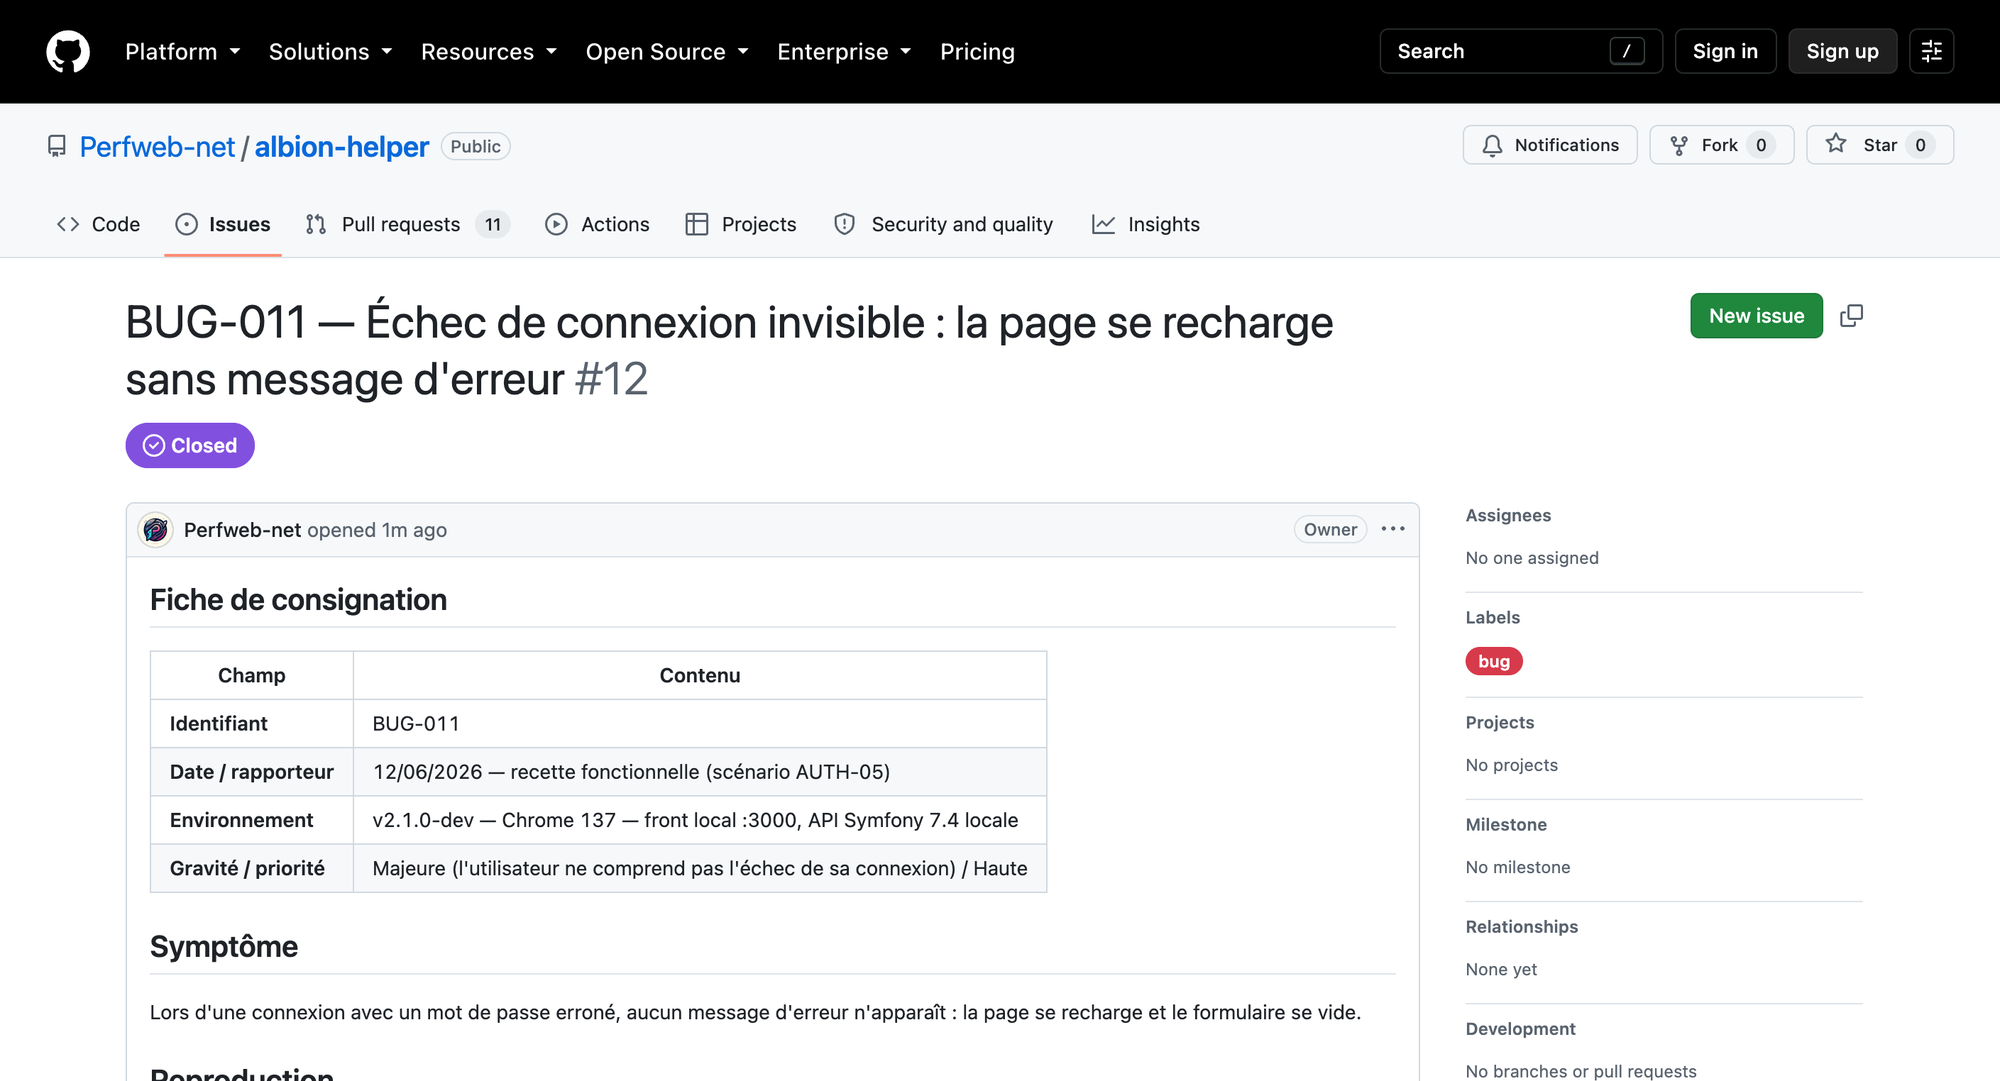 Platform Solutions Resources Open Source Enterprise Pricing Search / Sign in Sign up
Perfweb-net / albion-helper Public Notifications Fork 0 Star 0
Code Issues Pull requests 11 Actions Projects Security and quality Insights
BUG-011 — Échec de connexion invisible : la page se recharge
sans message d'erreur #12
New issue
Closed
Perfweb-net opened 1m ago Owner
Fiche de consignation
Champ Contenu
Identifiant BUG-011
Date / rapporteur 12/06/2026 — recette fonctionnelle (scénario AUTH-05)
Environnement v2.1.0-dev — Chrome 137 — front local :3000, API Symfony 7.4 locale
Gravité / priorité Majeure (l'utilisateur ne comprend pas l'échec de sa connexion) / Haute
Symptôme
Lors d'une connexion avec un mot de passe erroné, aucun message d'erreur n'apparaît : la page se recharge et le formulaire se vide.
Reproduction
Assignees
No one assigned
Labels
bug
Projects
No projects
Milestone
No milestone
Relationships
None yet
Development
No branches or pull requests